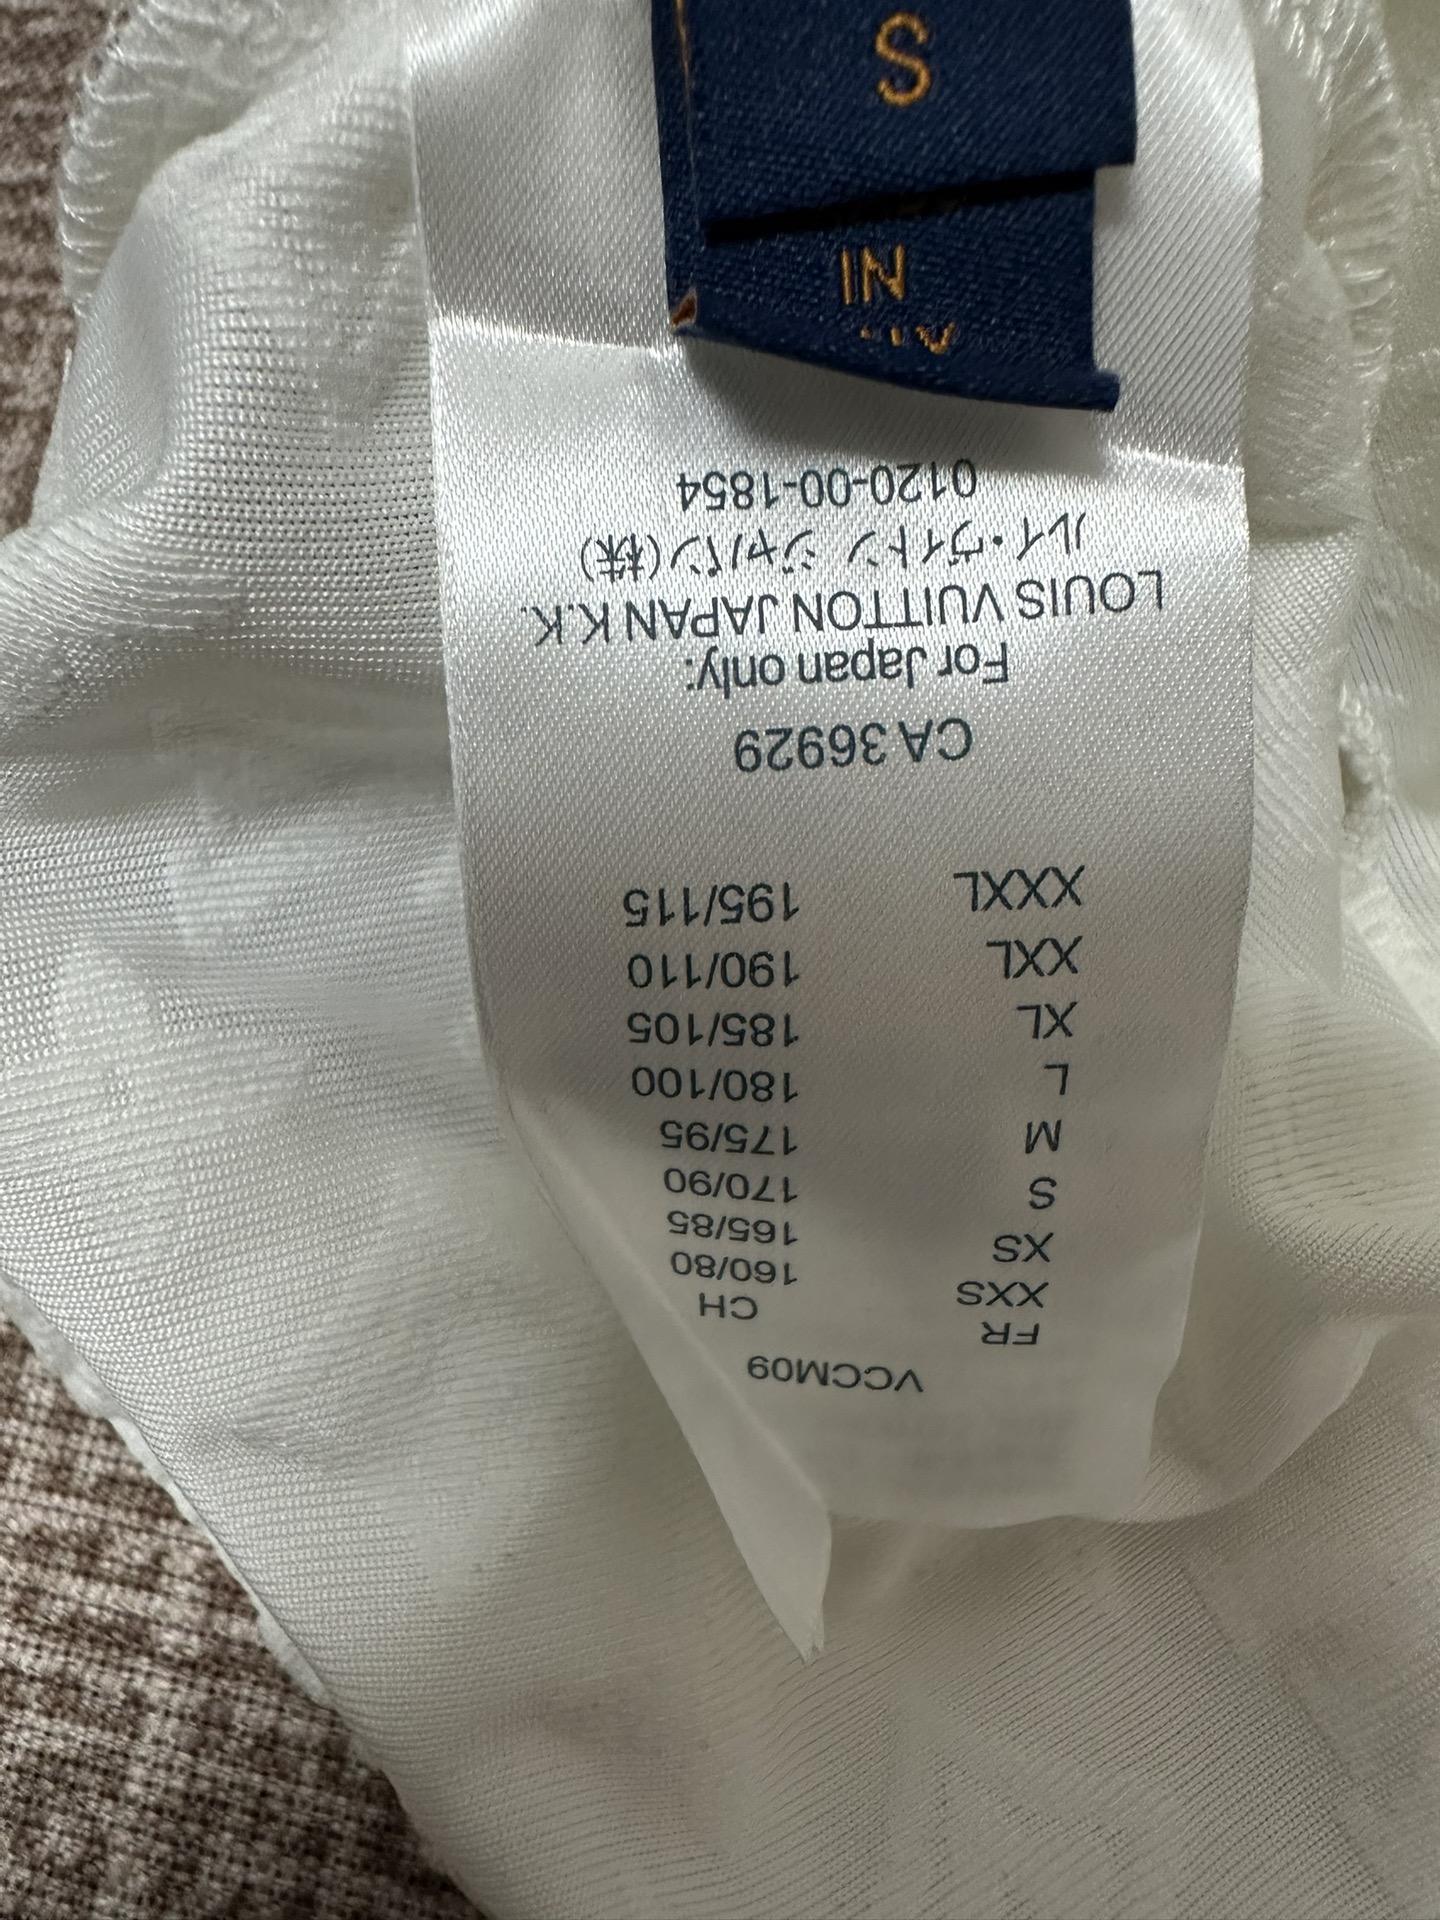 VCCM09
FR CH
XXS 160/80
XS 165/85
S 170/90
M 175/95
L 180/100
XL 185/105
XXL 190/110
XXXL 195/115
CA 36929
For Japan only:
LOUIS VUITTON JAPAN K.K.
ルイ・ヴィトン ジャパン(株)
0120-00-1854
S
IN